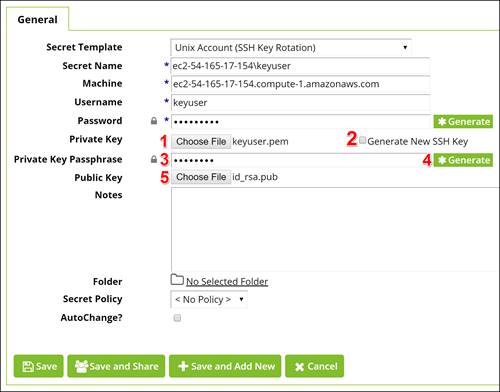 General
Secret Template Unix Account (SSH Key Rotation)
Secret Name * ec2-54-165-17-154\keyuser
Machine * ec2-54-165-17-154.compute-1.amazonaws.com
Username * keyuser
Password * ••••••••• Generate
Private Key 1 Choose File keyuser.pem 2 Generate New SSH Key
Private Key Passphrase 3 •••••••• 4 Generate
Public Key 5 Choose File id_rsa.pub
Notes
Folder No Selected Folder
Secret Policy < No Policy >
AutoChange?
Save Save and Share Save and Add New Cancel